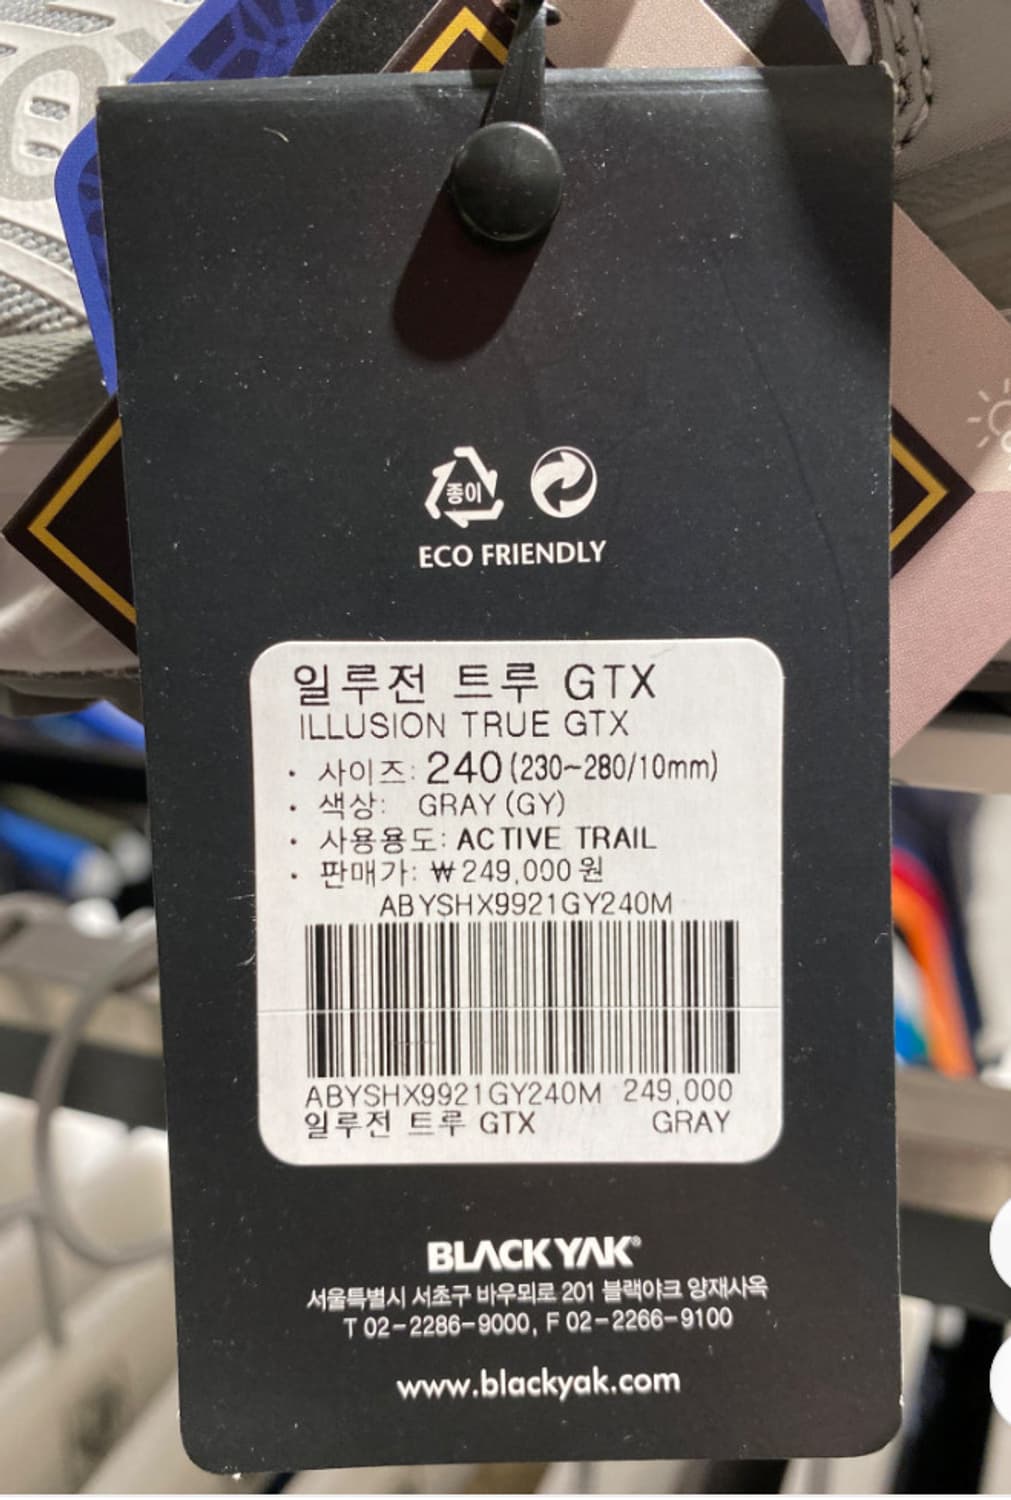 종이
ECO FRIENDLY
일루전 트루 GTX
ILLUSION TRUE GTX
· 사이즈: 240 (230~280/10mm)
· 색상: GRAY (GY)
· 사용용도: ACTIVE TRAIL
· 판매가: ₩249,000원
ABYSHX9921GY240M
ABYSHX9921GY240M 249,000
일루전 트루 GTX GRAY
BLACKYAK®
서울특별시 서초구 바우뫼로 201 블랙야크 양재사옥
T 02-2286-9000, F 02-2266-9100
www.blackyak.com